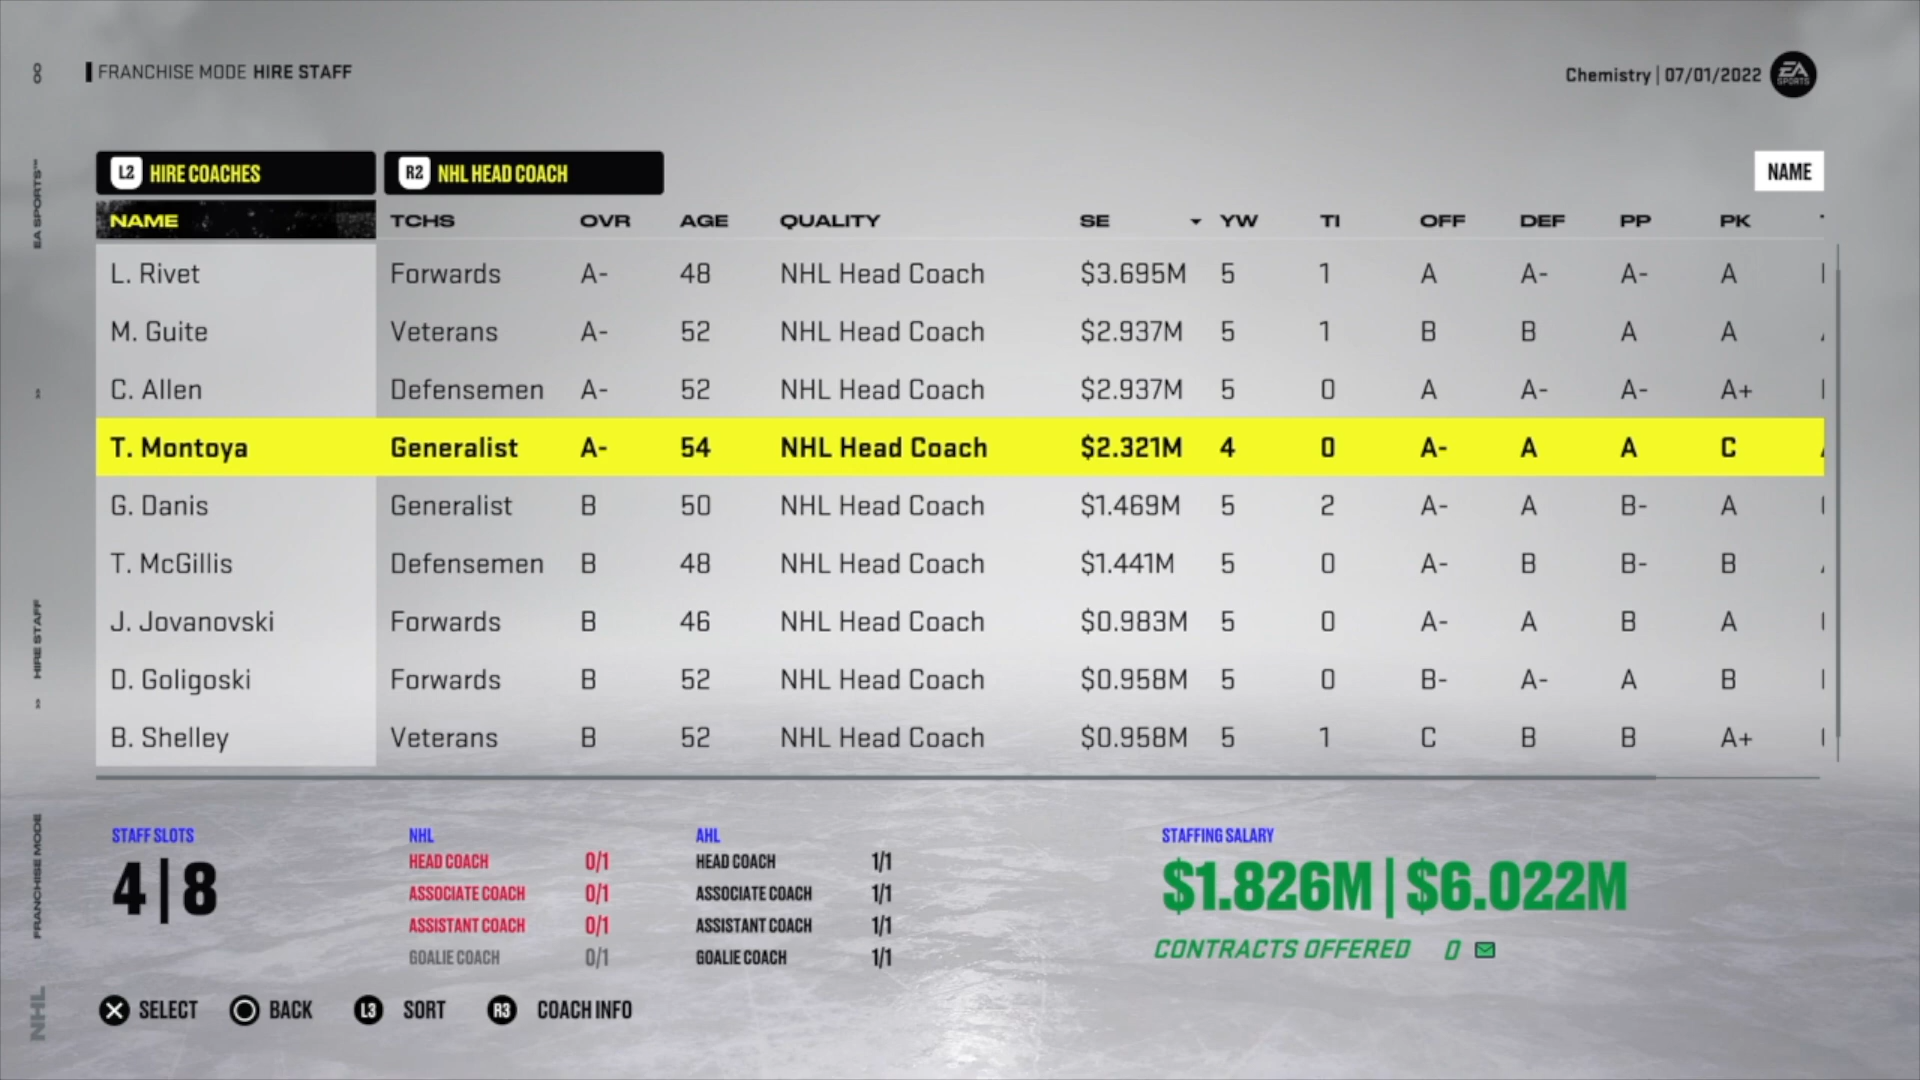 FRANCHISE MODE HIRE STAFF
Chemistry | 07/01/2022
EA SPORTS
L2 HIRE COACHES
R2 NHL HEAD COACH
NAME
NAME TCHS OVR AGE QUALITY SE YW TI OFF DEF PP PK
L. Rivet Forwards A- 48 NHL Head Coach $3.695M 5 1 A A- A- A
M. Guite Veterans A- 52 NHL Head Coach $2.937M 5 1 B B A A
C. Allen Defensemen A- 52 NHL Head Coach $2.937M 5 0 A A- A- A+
T. Montoya Generalist A- 54 NHL Head Coach $2.321M 4 0 A- A A C
G. Danis Generalist B 50 NHL Head Coach $1.469M 5 2 A- A B- A
T. McGillis Defensemen B 48 NHL Head Coach $1.441M 5 0 A- B B- B
J. Jovanovski Forwards B 46 NHL Head Coach $0.983M 5 0 A- A B A
D. Goligoski Forwards B 52 NHL Head Coach $0.958M 5 0 B- A- A B
B. Shelley Veterans B 52 NHL Head Coach $0.958M 5 1 C B B A+
STAFF SLOTS
4|8
NHL
HEAD COACH 0/1
ASSOCIATE COACH 0/1
ASSISTANT COACH 0/1
GOALIE COACH 0/1
AHL
HEAD COACH 1/1
ASSOCIATE COACH 1/1
ASSISTANT COACH 1/1
GOALIE COACH 1/1
STAFFING SALARY
$1.826M | $6.022M
CONTRACTS OFFERED 0
SELECT BACK L3 SORT R3 COACH INFO
EA SPORTS™
HIRE STAFF
FRANCHISE MODE
NHL